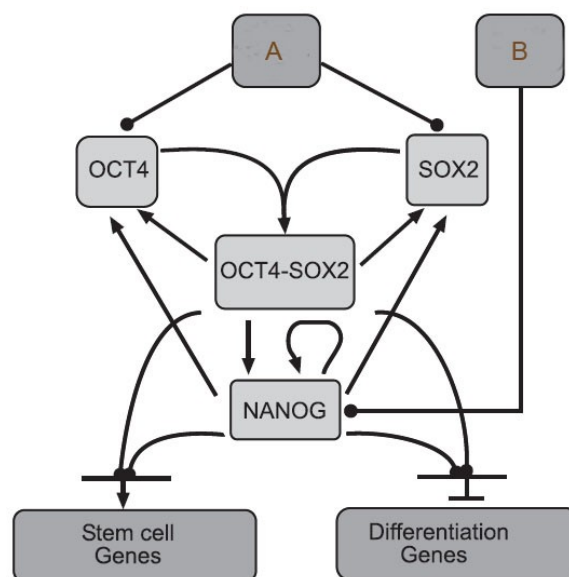 A
B
OCT4
SOX2
OCT4-SOX2
NANOG
Stem cell
Genes
Differentiation
Genes